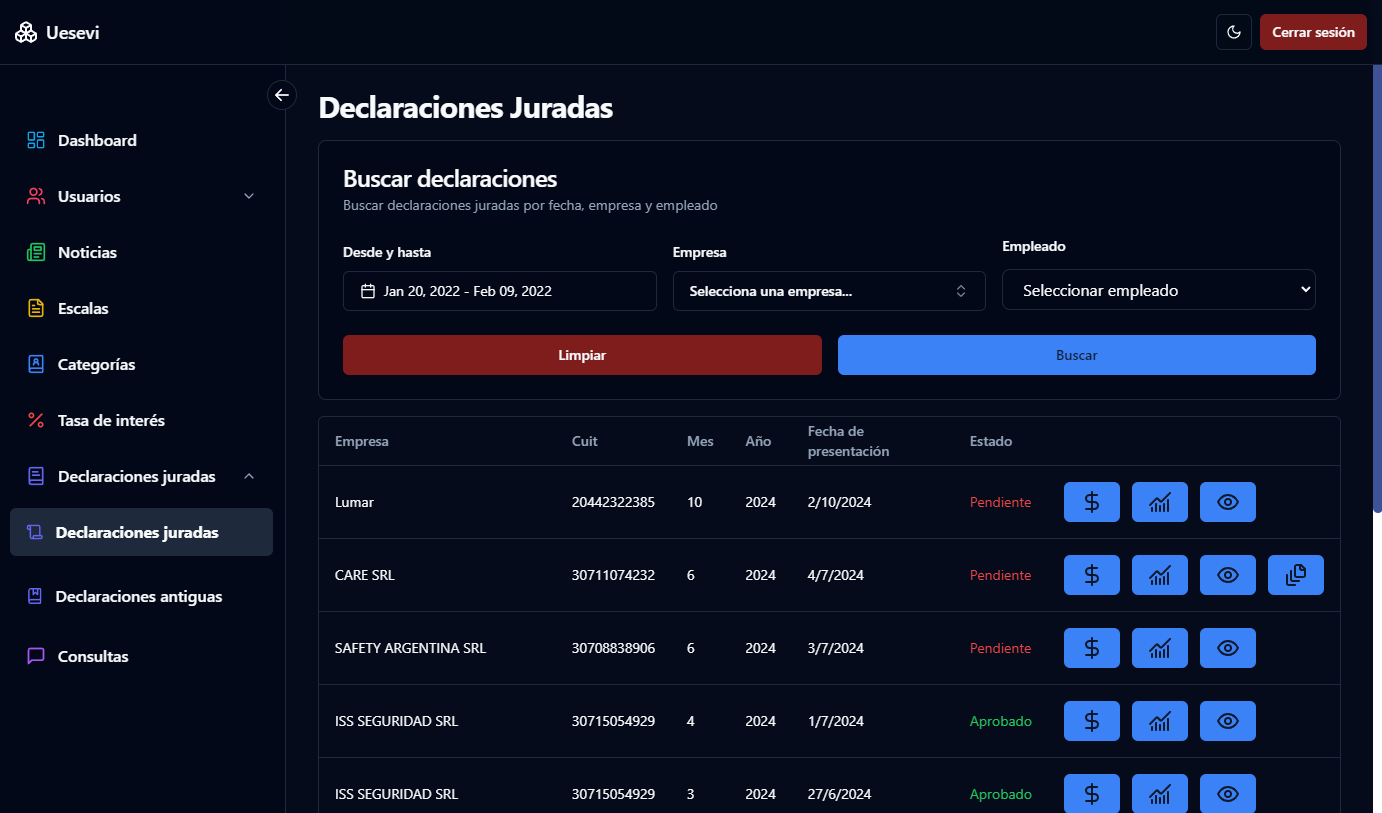 Uesevi
Cerrar sesión
Dashboard
Usuarios
Noticias
Escalas
Categorías
Tasa de interés
Declaraciones juradas
Declaraciones juradas
Declaraciones antiguas
Consultas
Declaraciones Juradas
Buscar declaraciones
Buscar declaraciones juradas por fecha, empresa y empleado
Desde y hasta Empresa Empleado
Jan 20, 2022 - Feb 09, 2022 Selecciona una empresa... Seleccionar empleado
Limpiar Buscar
Empresa Cuit Mes Año Fecha de presentación Estado
Lumar 20442322385 10 2024 2/10/2024 Pendiente
CARE SRL 30711074232 6 2024 4/7/2024 Pendiente
SAFETY ARGENTINA SRL 30708838906 6 2024 3/7/2024 Pendiente
ISS SEGURIDAD SRL 30715054929 4 2024 1/7/2024 Aprobado
ISS SEGURIDAD SRL 30715054929 3 2024 27/6/2024 Aprobado